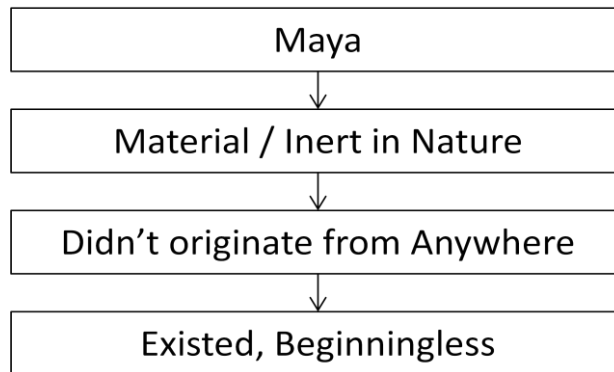 Maya
Material / Inert in Nature
Didn’t originate from Anywhere
Existed, Beginningless